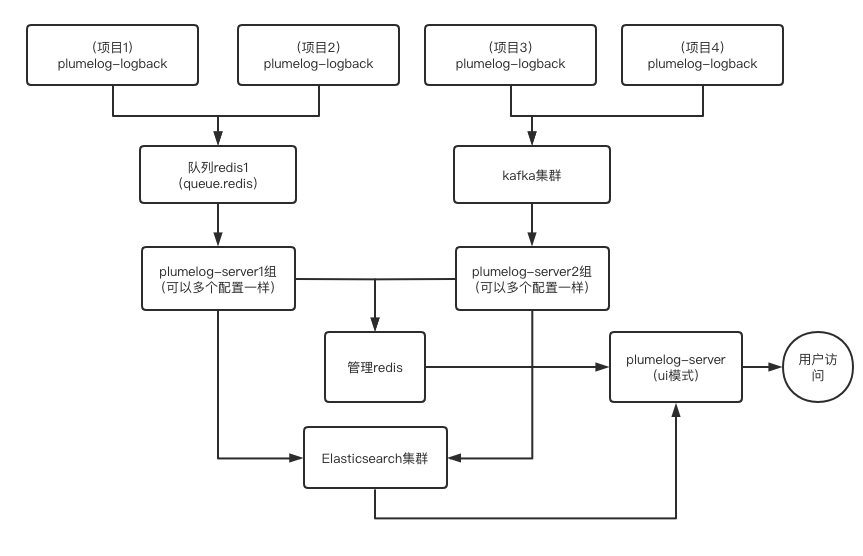 (项目1)
plumelog-logback
(项目2)
plumelog-logback
(项目3)
plumelog-logback
(项目4)
plumelog-logback
队列redis1
(queue.redis)
kafka集群
plumelog-server1组
(可以多个配置一样)
plumelog-server2组
(可以多个配置一样)
管理redis
plumelog-server
(ui模式)
用户访
问
Elasticsearch集群